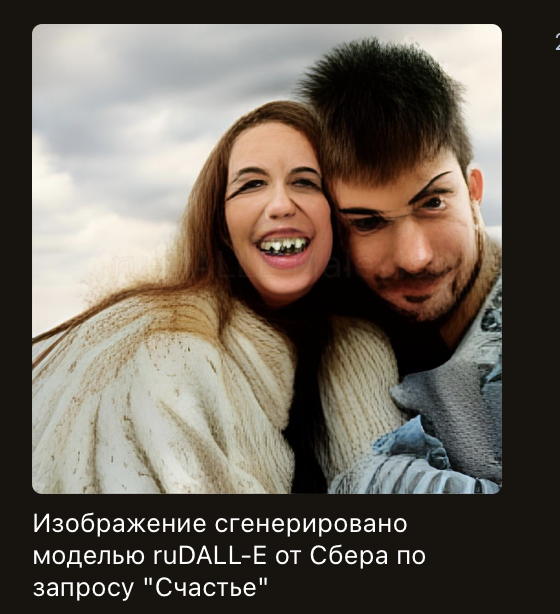 Изображение сгенерировано
моделью ruDALL-E от Сбера по
запросу "Счастье"